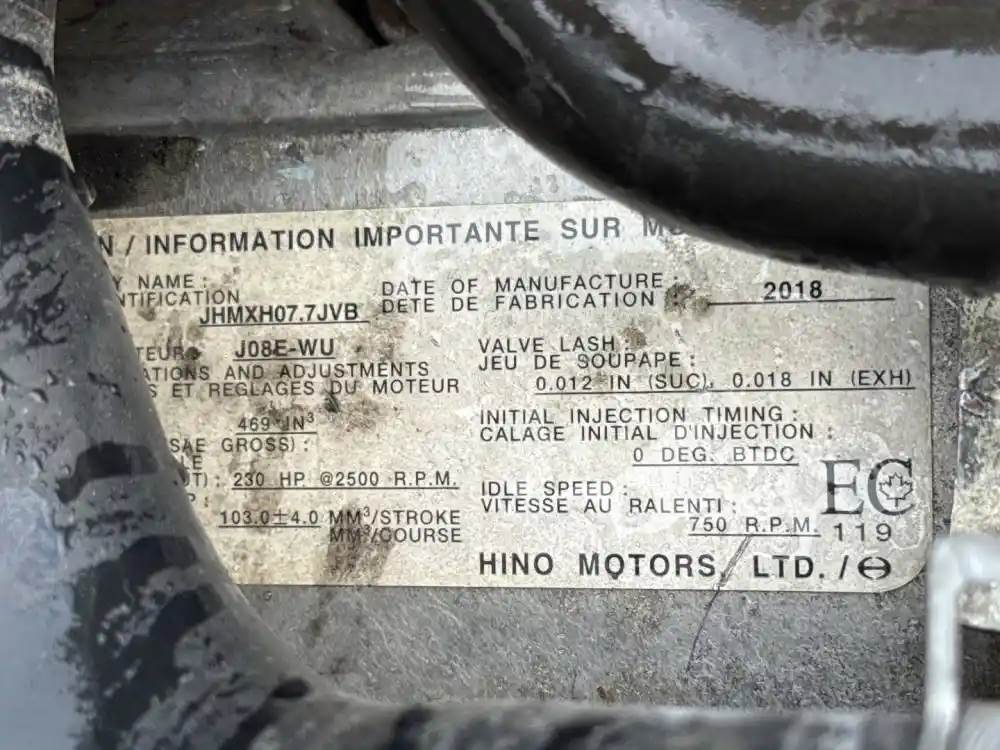 N / INFORMATION IMPORTANTE SUR
Y NAME :
NTIFICATION
JHMXH07.7JVB
DATE OF MANUFACTURE :
DETE DE FABRICATION :
2018
TEUR:
J08E-WU
ATIONS AND ADJUSTMENTS
S ET REGLAGES DU MOTEUR
469 IN³
SAE GROSS) :
LE
UT) : 230 HP @2500 R.P.M.
P :
103.0±4.0 MM³/STROKE
MM³/COURSE
VALVE LASH :
JEU DE SOUPAPE :
0.012 IN (SUC), 0.018 IN (EXH)
INITIAL INJECTION TIMING :
CALAGE INITIAL D'INJECTION :
0 DEG. BTDC
IDLE SPEED :
VITESSE AU RALENTI :
750 R.P.M.
EC
119
HINO MOTORS, LTD. /